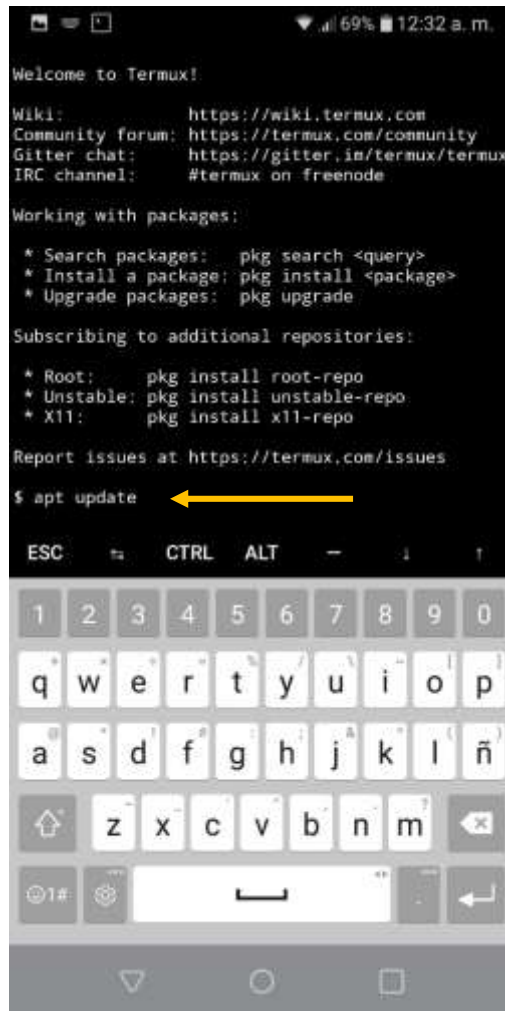 69% 12:32 a. m.
Welcome to Termux!
Wiki: https://wiki.termux.com
Community forum: https://termux.com/community
Gitter chat: https://gitter.im/termux/termux
IRC channel: #termux on freenode
Working with packages:
* Search packages: pkg search <query>
* Install a package: pkg install <package>
* Upgrade packages: pkg upgrade
Subscribing to additional repositories:
* Root: pkg install root-repo
* Unstable: pkg install unstable-repo
* X11: pkg install x11-repo
Report issues at https://termux.com/issues
$ apt update
ESC CTRL ALT
1 2 3 4 5 6 7 8 9 0
q w e r t y u i o p
a s d f g h j k l ñ
z x c v b n m
1# .